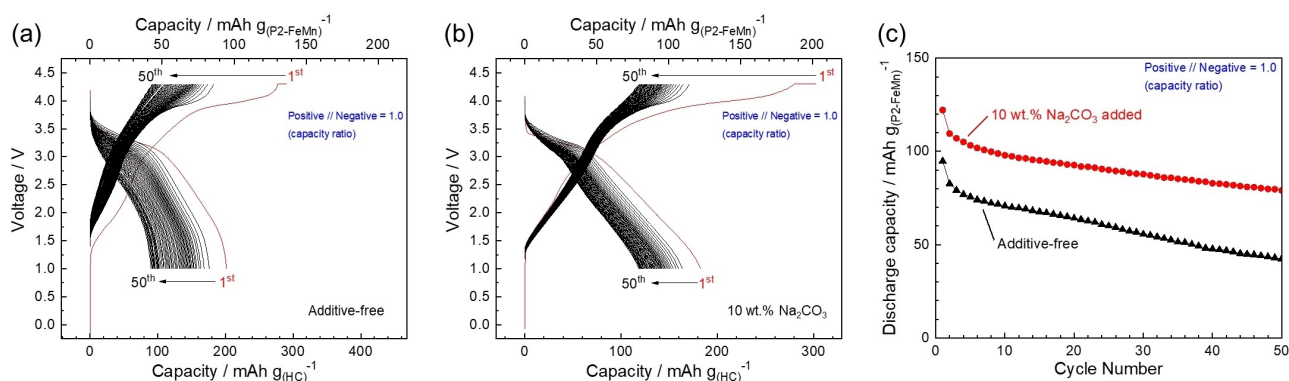 (a)
Capacity / mAh g(P2-FeMn)⁻¹
0 50 100 150 200
4.5
4.0
3.5
3.0
2.5
2.0
1.5
1.0
0.5
0.0
Voltage / V
50th 1st
Positive // Negative = 1.0
(capacity ratio)
50th 1st
Additive-free
0 100 200 300 400
Capacity / mAh g(HC)⁻¹
(b)
Capacity / mAh g(P2-FeMn)⁻¹
0 50 100 150 200
4.5
4.0
3.5
3.0
2.5
2.0
1.5
1.0
0.5
0.0
Voltage / V
50th 1st
Positive // Negative = 1.0
(capacity ratio)
50th 1st
10 wt.% Na₂CO₃
0 100 200 300
Capacity / mAh g(HC)⁻¹
(c)
150
100
50
0
Discharge capacity / mAh g(P2-FeMn)⁻¹
Positive // Negative = 1.0
(capacity ratio)
10 wt.% Na₂CO₃ added
Additive-free
0 10 20 30 40 50
Cycle Number